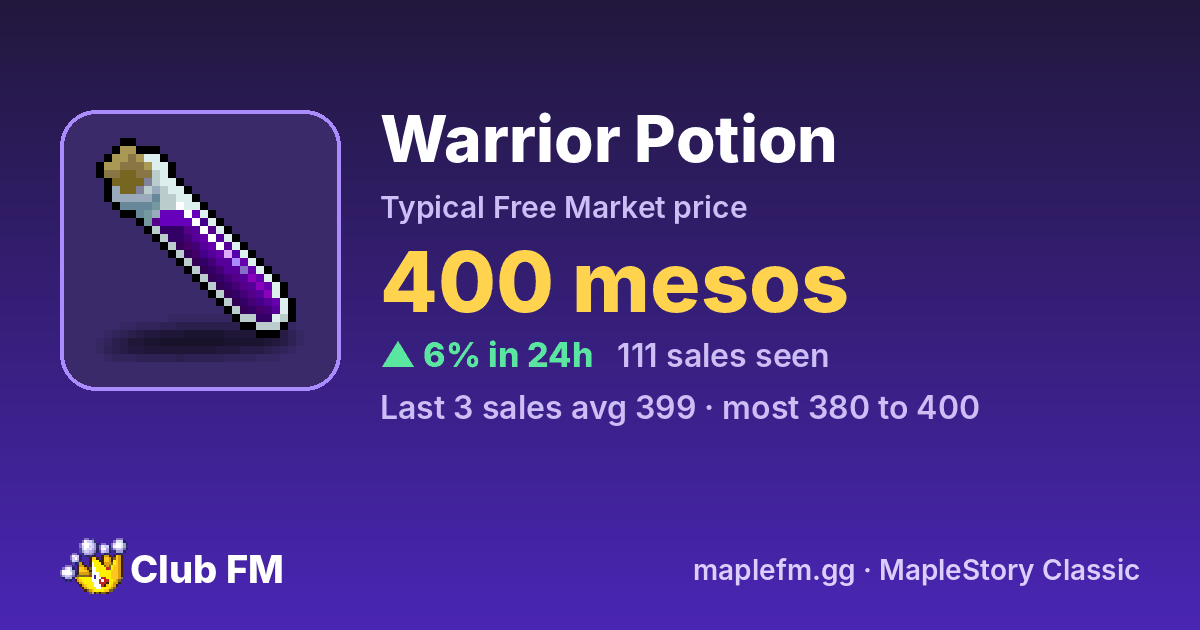 Warrior Potion
Typical Free Market price
400 mesos
▲ 6% in 24h 111 sales seen
Last 3 sales avg 399 · most 380 to 400
Club FM
maplefm.gg · MapleStory Classic